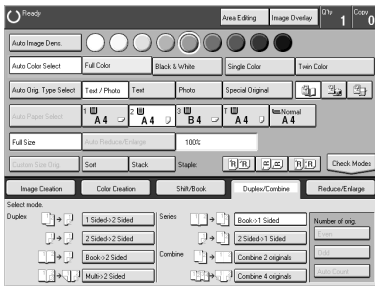 Ready
Area Editing Image Overlay Q'ty 1 Copy 0
Auto Image Dens.
Auto Color Select Full Color Black & White Single Color Twin Color
Auto Orig. Type Select Text / Photo Text Photo Special Original
Auto Paper Select 1 A4 2 A4 3 B4 T A4 Normal A4
Full Size Auto Reduce/Enlarge 100%
Custom Size Orig. Sort Stack Staple: Check Modes
Image Creation Color Creation Shift/Book Duplex/Combine Reduce/Enlarge
Select mode.
Duplex 1 Sided->2 Sided Series Book->1 Sided Number of orig.
2 Sided->2 Sided 2 Sided->1 Sided Even
Book->2 Sided Combine Combine 2 originals Odd
Multi->2 Sided Combine 4 originals Auto Count